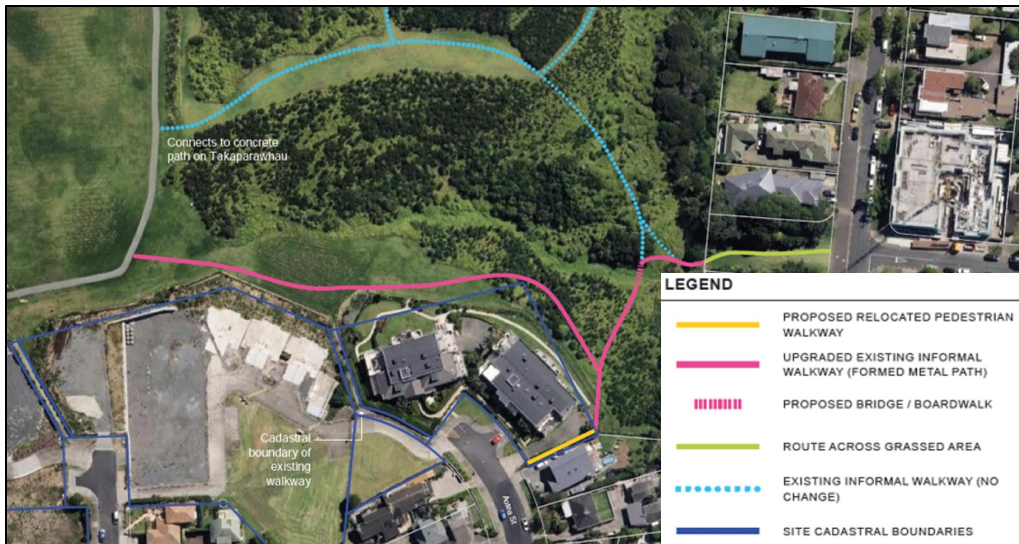 Connects to concrete
path on Takaparawhau
Cadastral
boundary of
existing
walkway
Aotea St
LEGEND
PROPOSED RELOCATED PEDESTRIAN
WALKWAY
UPGRADED EXISTING INFORMAL
WALKWAY (FORMED METAL PATH)
PROPOSED BRIDGE / BOARDWALK
ROUTE ACROSS GRASSED AREA
EXISTING INFORMAL WALKWAY (NO
CHANGE)
SITE CADASTRAL BOUNDARIES